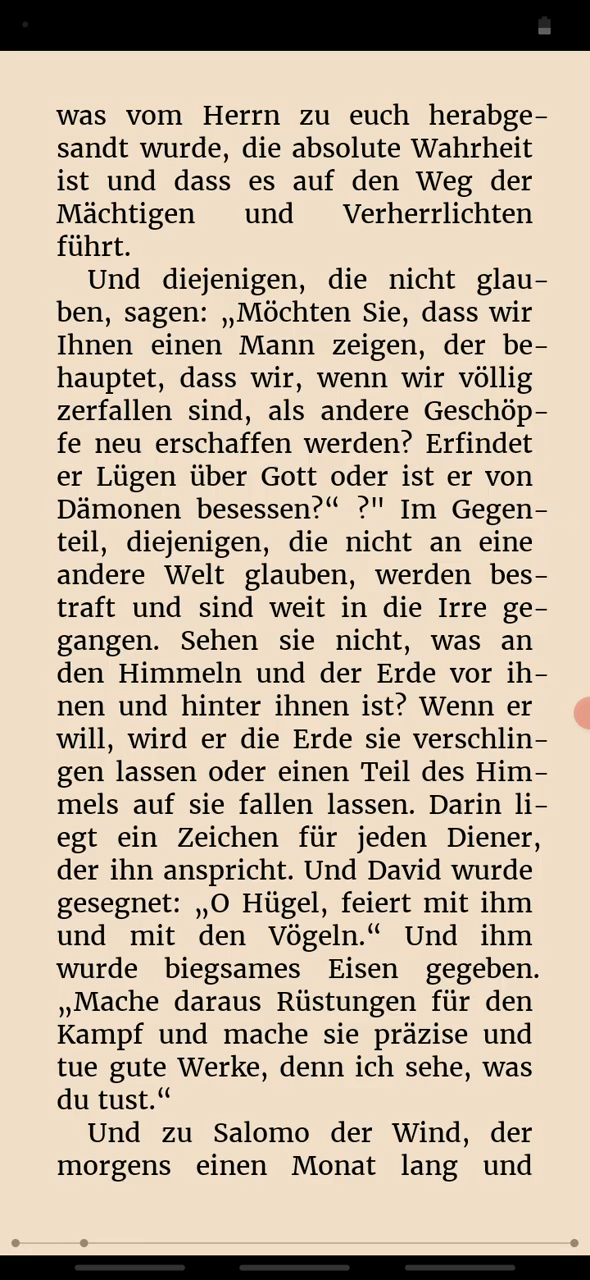 was vom Herrn zu euch herabge-
sandt wurde, die absolute Wahrheit
ist und dass es auf den Weg der
Mächtigen und Verherrlichten
führt.
Und diejenigen, die nicht glau-
ben, sagen: „Möchten Sie, dass wir
Ihnen einen Mann zeigen, der be-
hauptet, dass wir, wenn wir völlig
zerfallen sind, als andere Geschöp-
fe neu erschaffen werden? Erfindet
er Lügen über Gott oder ist er von
Dämonen besessen?“ ?" Im Gegen-
teil, diejenigen, die nicht an eine
andere Welt glauben, werden bes-
traft und sind weit in die Irre ge-
gangen. Sehen sie nicht, was an
den Himmeln und der Erde vor ih-
nen und hinter ihnen ist? Wenn er
will, wird er die Erde sie verschlin-
gen lassen oder einen Teil des Him-
mels auf sie fallen lassen. Darin li-
egt ein Zeichen für jeden Diener,
der ihn anspricht. Und David wurde
gesegnet: „O Hügel, feiert mit ihm
und mit den Vögeln.“ Und ihm
wurde biegsames Eisen gegeben.
„Mache daraus Rüstungen für den
Kampf und mache sie präzise und
tue gute Werke, denn ich sehe, was
du tust.“
Und zu Salomo der Wind, der
morgens einen Monat lang und